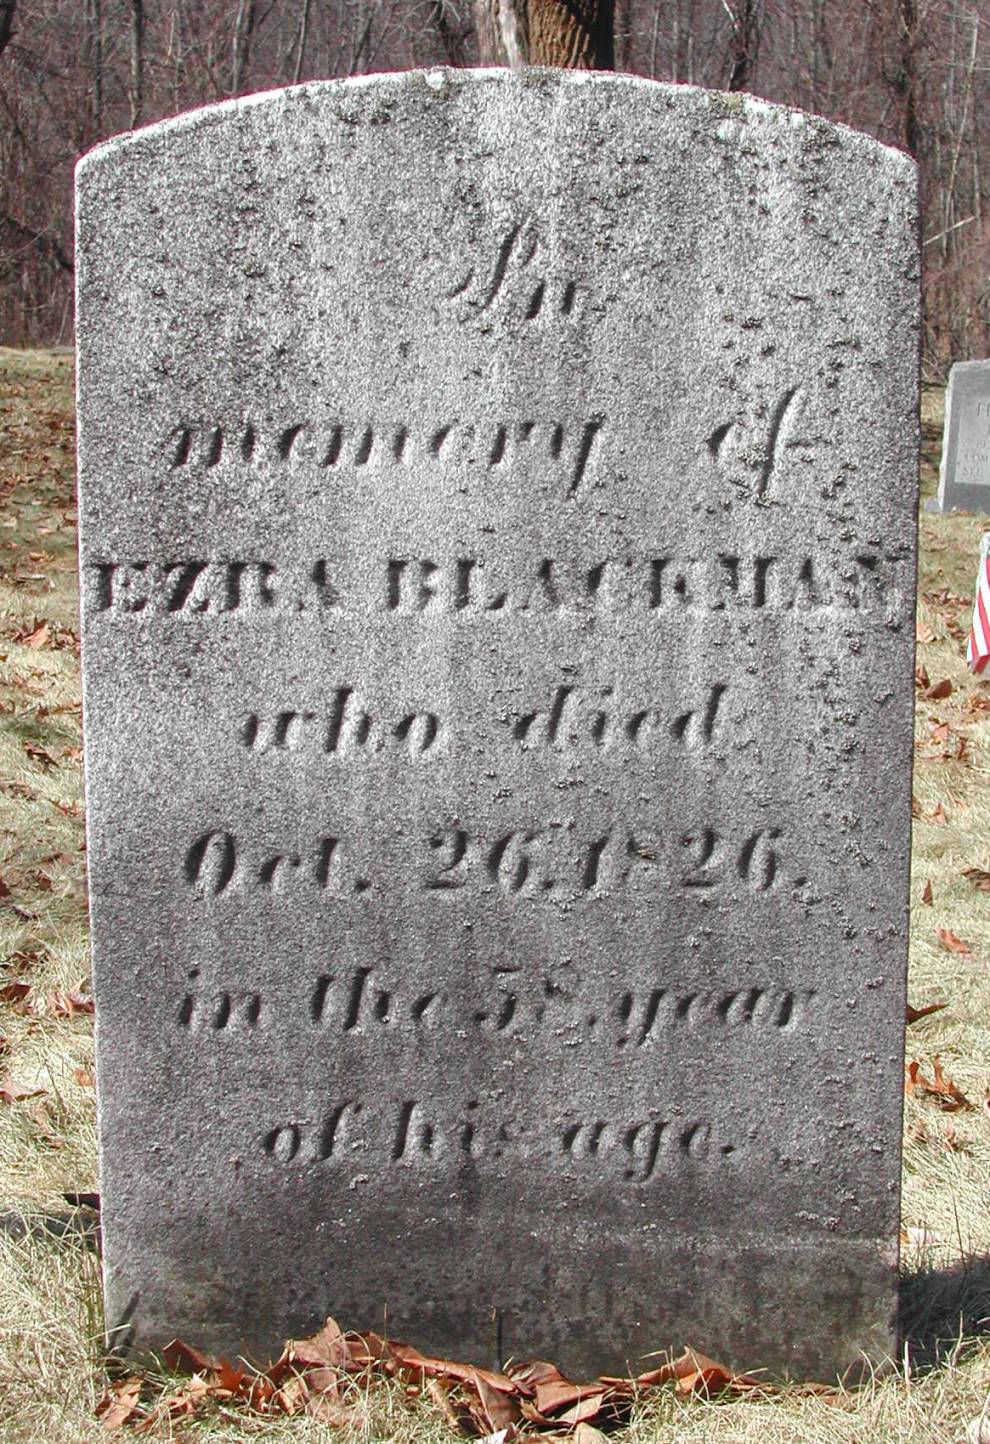 In
memory of
EZRA BLACKMAN
who died
Oct. 26. 1826.
in the 58 year
of his age.